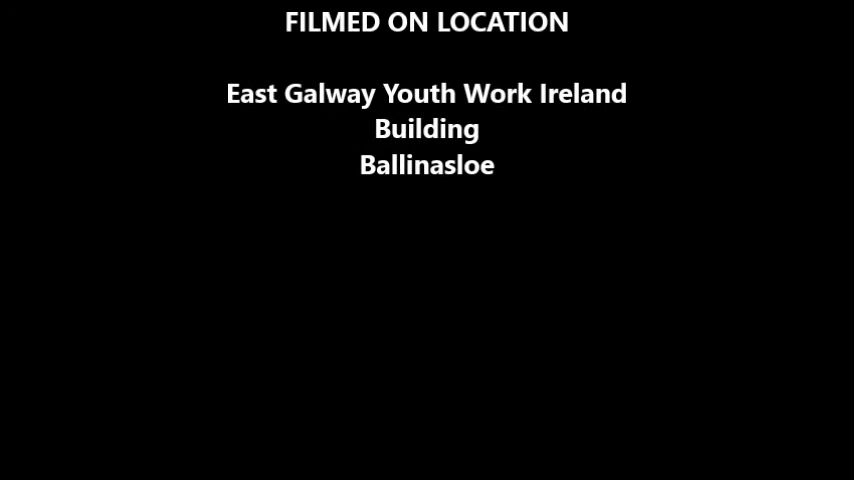 FILMED ON LOCATION
East Galway Youth Work Ireland
Building
Ballinasloe